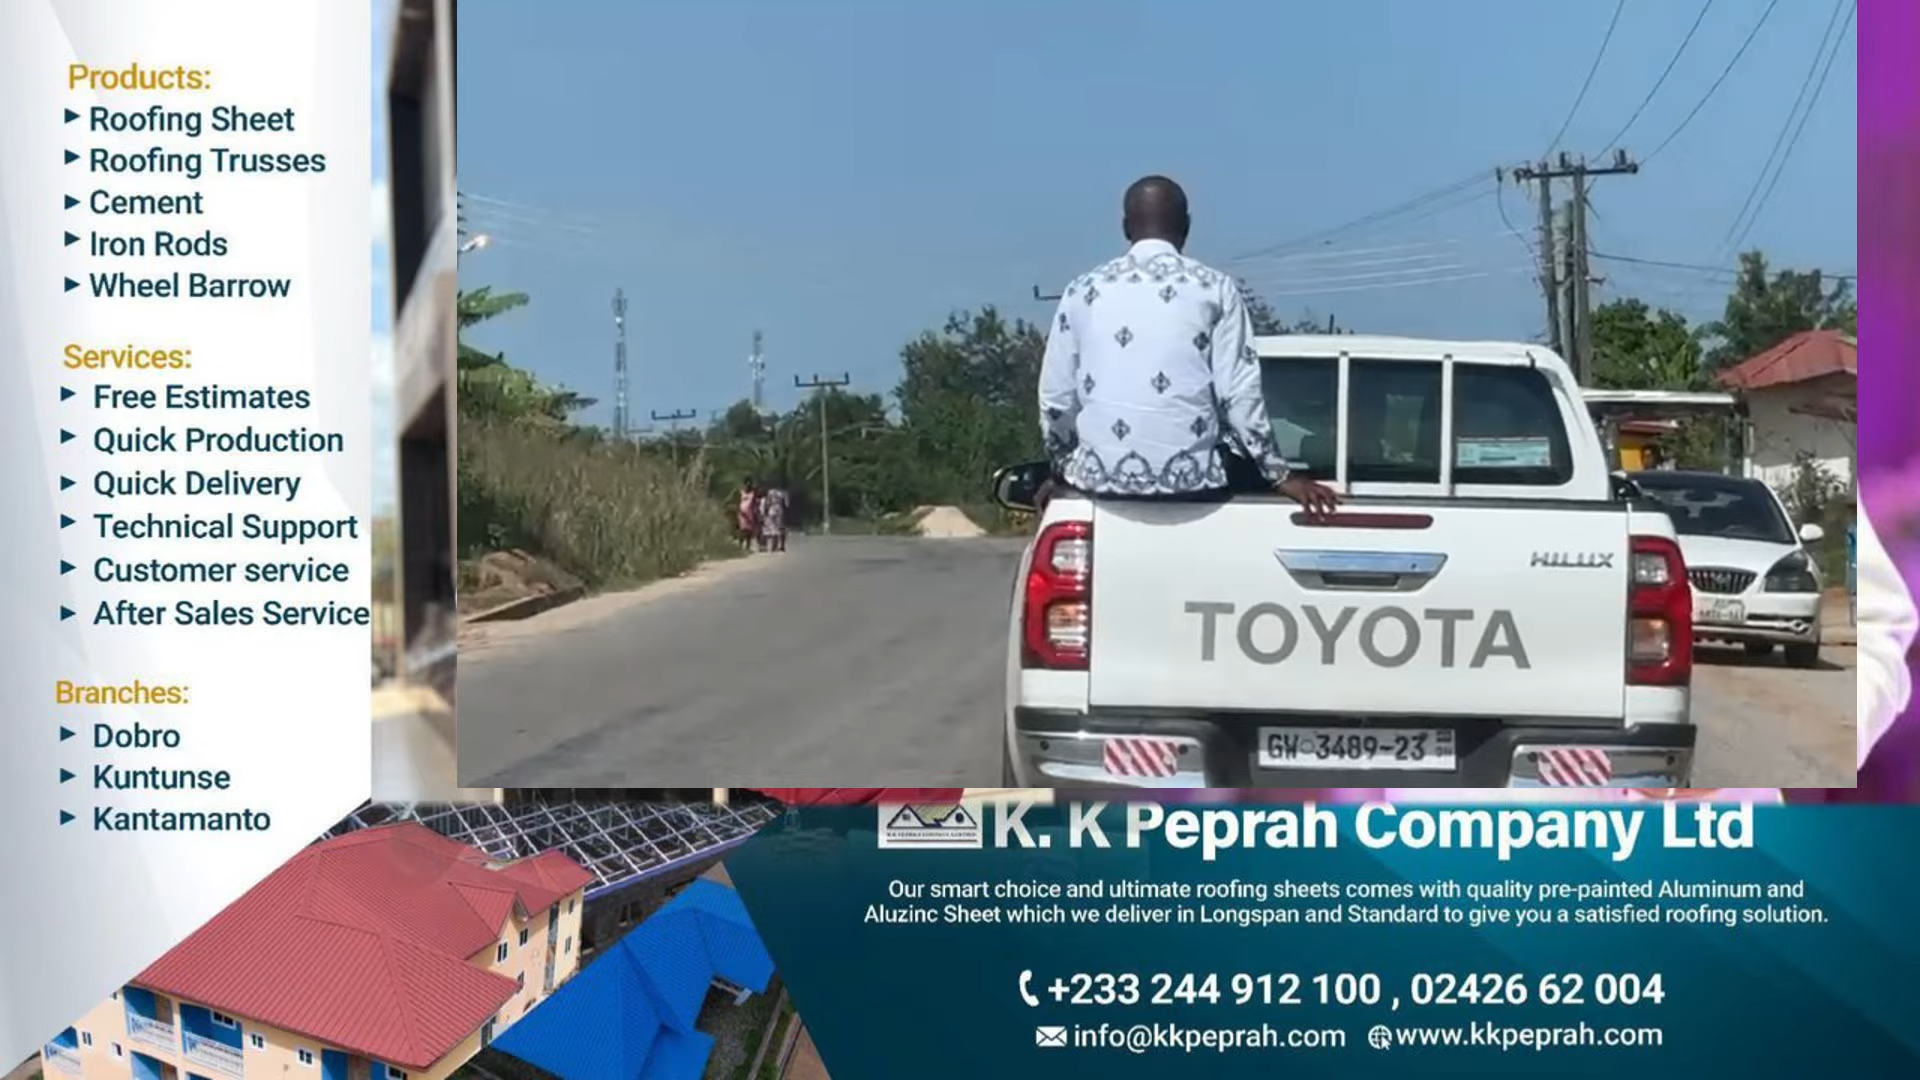 Products:
Roofing Sheet
Roofing Trusses
Cement
Iron Rods
Wheel Barrow
Services:
Free Estimates
Quick Production
Quick Delivery
Technical Support
Customer service
After Sales Service
Branches:
Dobro
Kuntunse
Kantamanto
HILUX
TOYOTA
GW 3489-23
K. K Peprah Company Ltd
Our smart choice and ultimate roofing sheets comes with quality pre-painted Aluminum and
Aluzinc Sheet which we deliver in Longspan and Standard to give you a satisfied roofing solution.
+233 244 912 100 , 02426 62 004
info@kkpeprah.com www.kkpeprah.com